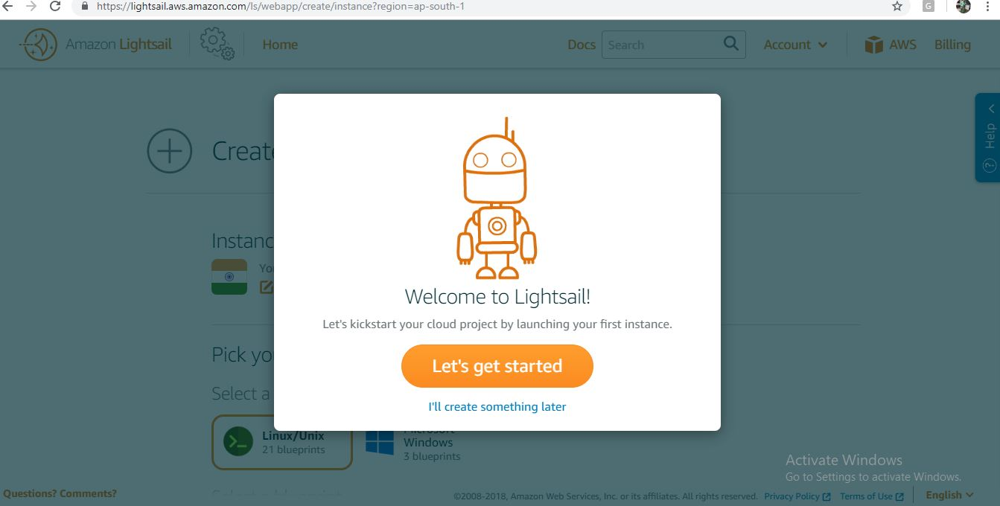 https://lightsail.aws.amazon.com/ls/webapp/create/instance?region=ap-south-1
G
Amazon Lightsail
Home
Docs
Search
Account
AWS
Billing
Help
Create
Welcome to Lightsail!
Let's kickstart your cloud project by launching your first instance.
Let's get started
I'll create something later
Instanc
Yo
Pick yo
Select a
Linux/Unix
21 blueprints
Microsoft
Windows
3 blueprints
Activate Windows
Go to Settings to activate Windows.
Select a blueprint
Questions? Comments?
©2008-2018, Amazon Web Services, Inc. or its affiliates. All rights reserved.
Privacy Policy
Terms of Use
English